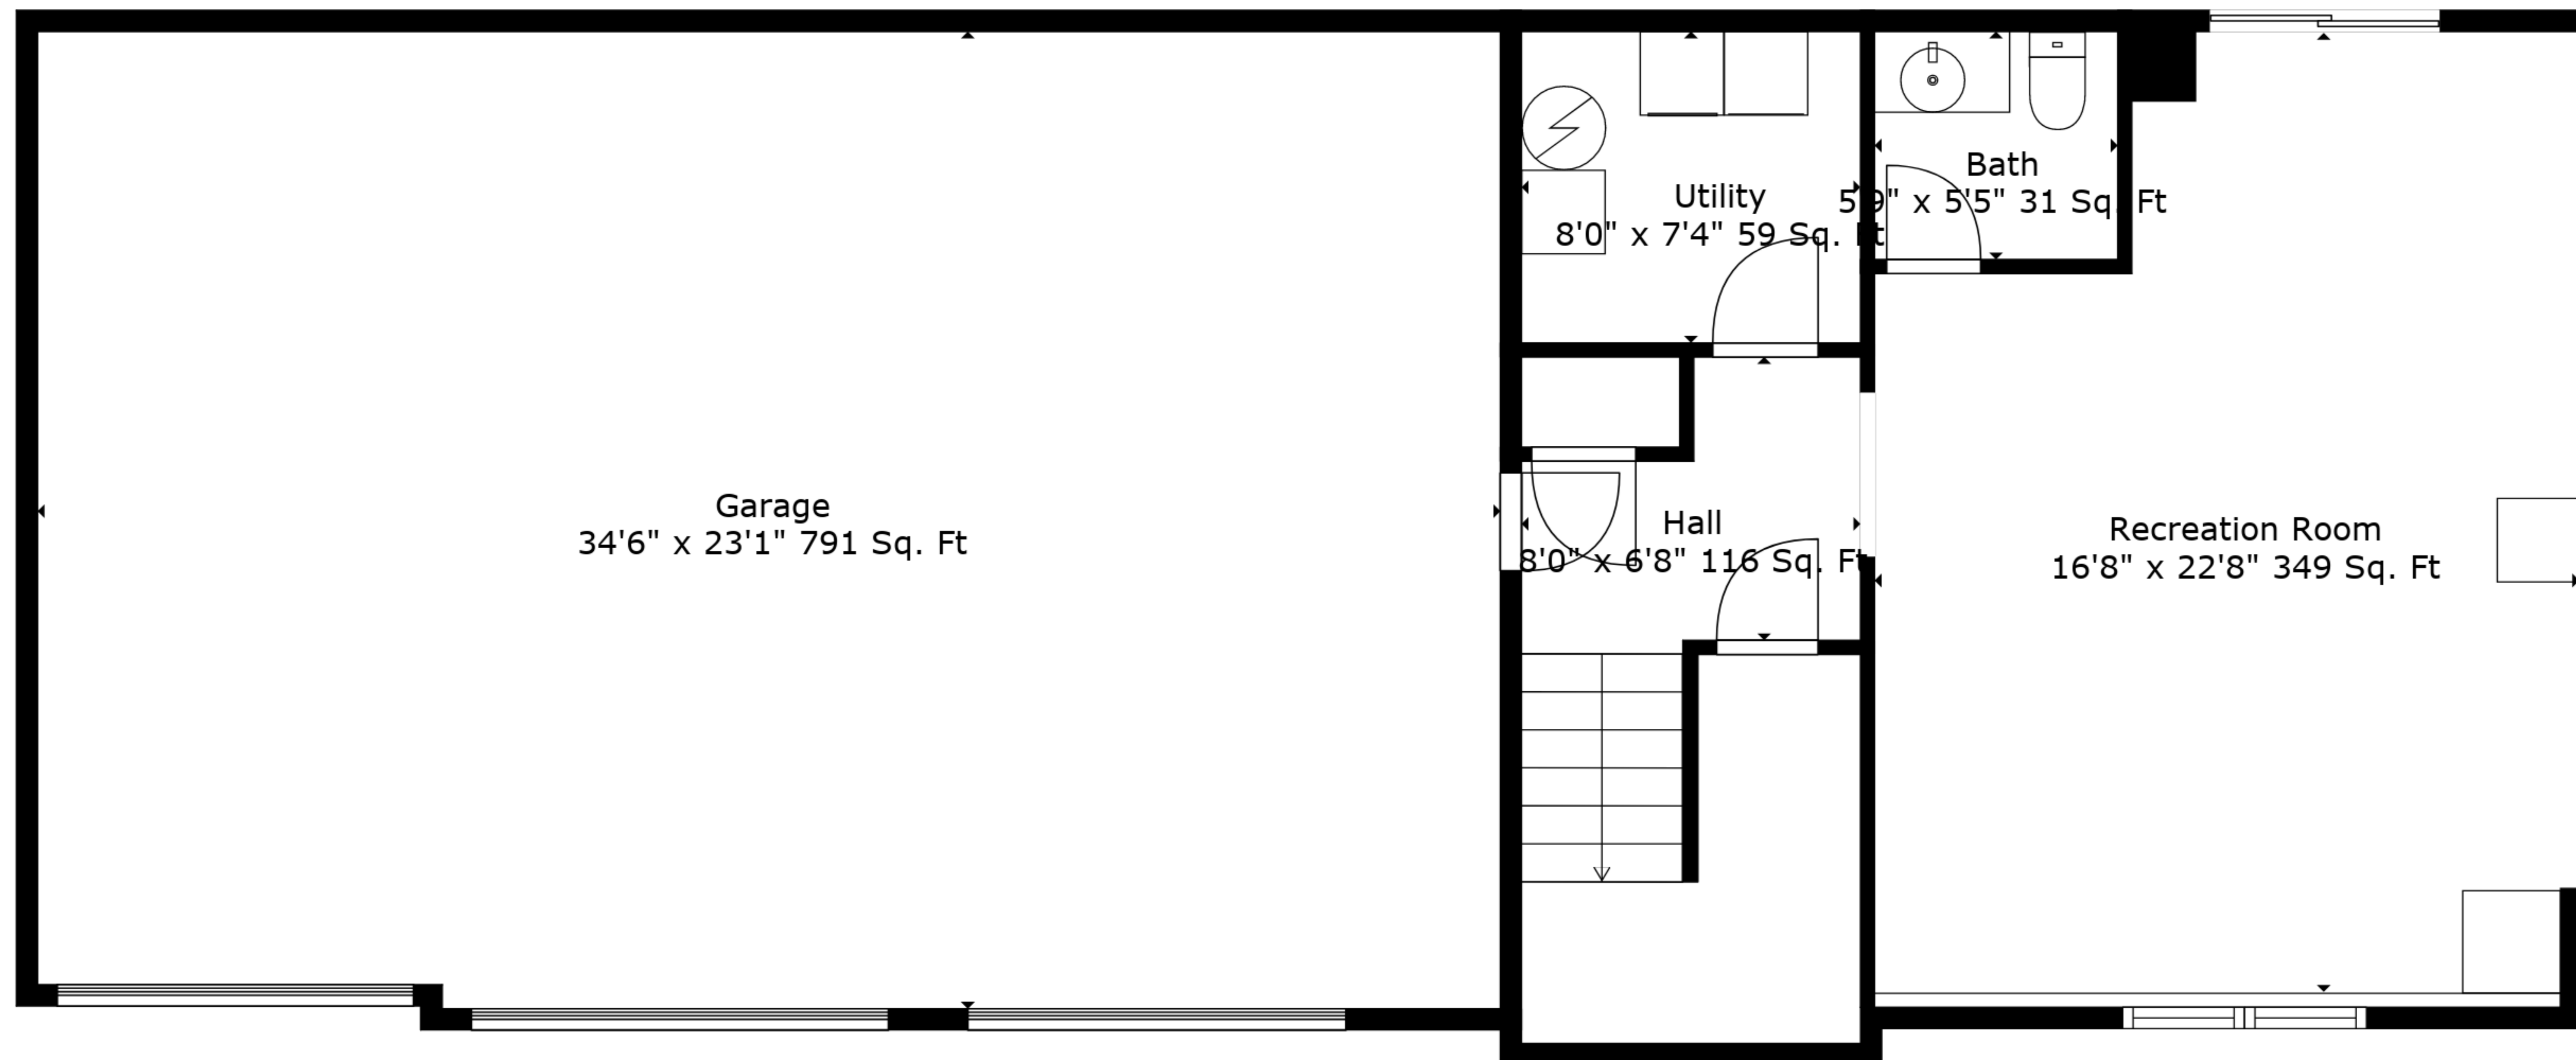 Garage
34'6" x 23'1" 791 Sq. Ft
Utility
8'0" x 7'4" 59 Sq. Ft
Bath
5'9" x 5'5" 31 Sq. Ft
Hall
8'0" x 6'8" 116 Sq. Ft
Recreation Room
16'8" x 22'8" 349 Sq. Ft